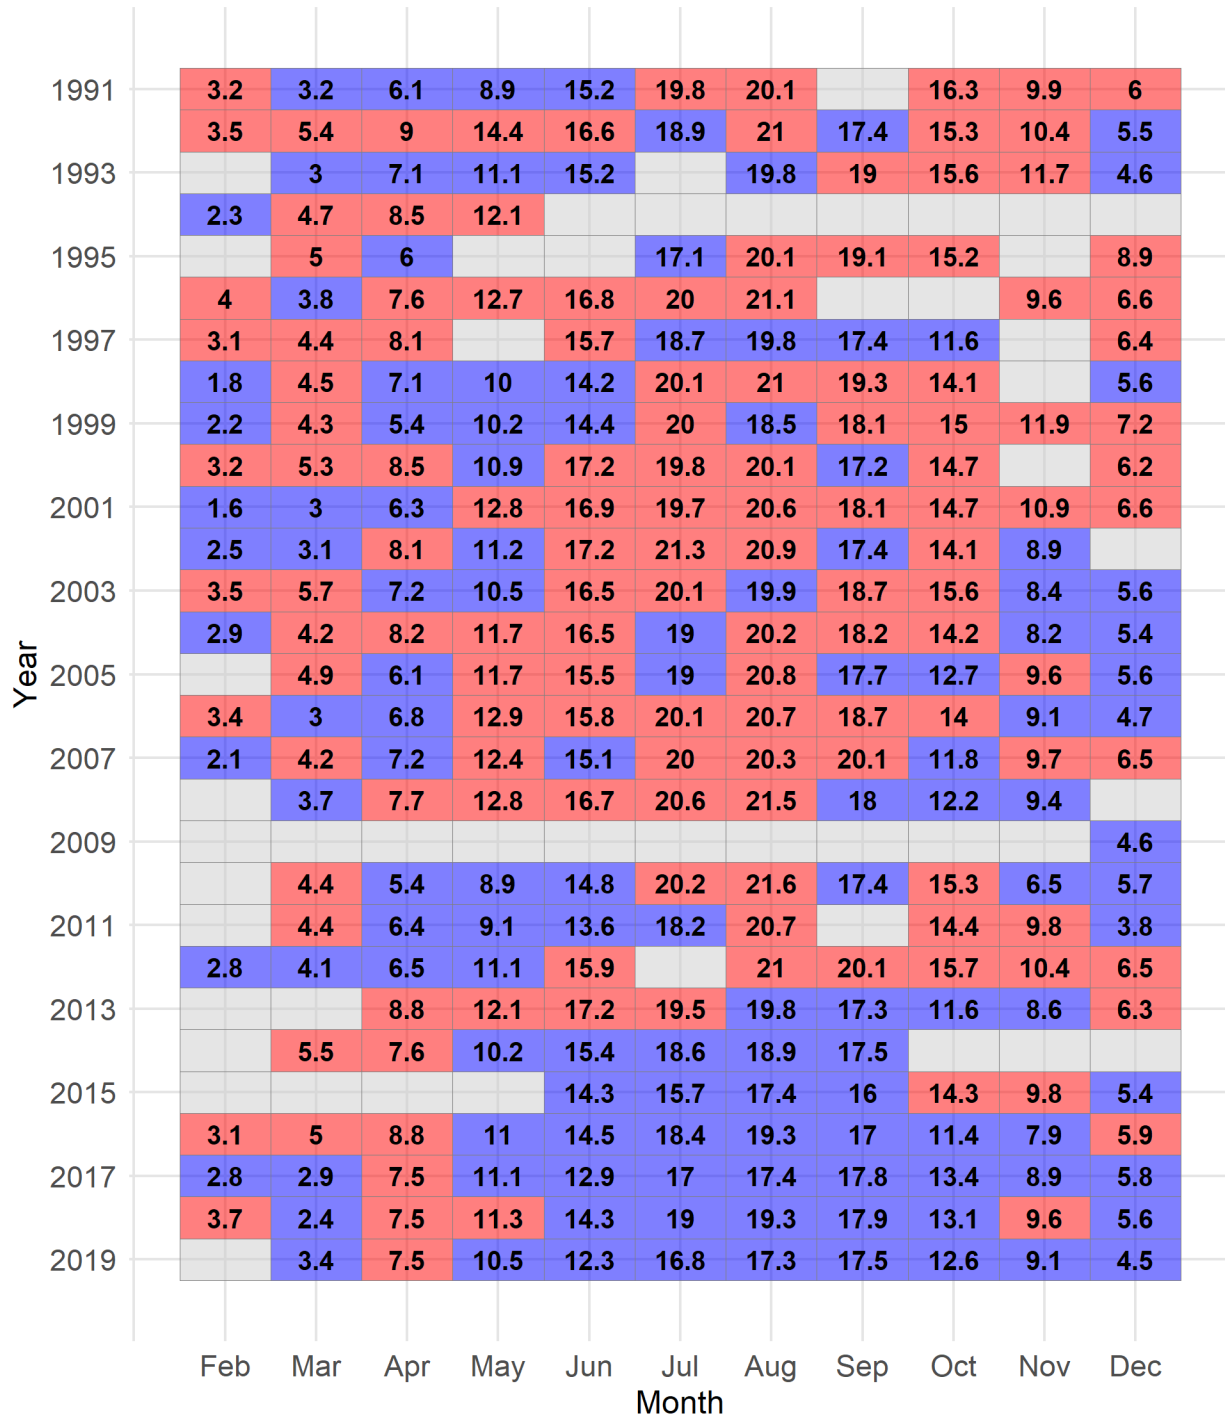 1991 3.2 3.2 6.1 8.9 15.2 19.8 20.1 16.3 9.9 6
3.5 5.4 9 14.4 16.6 18.9 21 17.4 15.3 10.4 5.5
1993 3 7.1 11.1 15.2 19.8 19 15.6 11.7 4.6
2.3 4.7 8.5 12.1
1995 5 6 17.1 20.1 19.1 15.2 8.9
4 3.8 7.6 12.7 16.8 20 21.1 9.6 6.6
1997 3.1 4.4 8.1 15.7 18.7 19.8 17.4 11.6 6.4
1.8 4.5 7.1 10 14.2 20.1 21 19.3 14.1 5.6
1999 2.2 4.3 5.4 10.2 14.4 20 18.5 18.1 15 11.9 7.2
3.2 5.3 8.5 10.9 17.2 19.8 20.1 17.2 14.7 6.2
2001 1.6 3 6.3 12.8 16.9 19.7 20.6 18.1 14.7 10.9 6.6
2.5 3.1 8.1 11.2 17.2 21.3 20.9 17.4 14.1 8.9
2003 3.5 5.7 7.2 10.5 16.5 20.1 19.9 18.7 15.6 8.4 5.6
2.9 4.2 8.2 11.7 16.5 19 20.2 18.2 14.2 8.2 5.4
Year
2005 4.9 6.1 11.7 15.5 19 20.8 17.7 12.7 9.6 5.6
3.4 3 6.8 12.9 15.8 20.1 20.7 18.7 14 9.1 4.7
2007 2.1 4.2 7.2 12.4 15.1 20 20.3 20.1 11.8 9.7 6.5
3.7 7.7 12.8 16.7 20.6 21.5 18 12.2 9.4
2009 4.6
4.4 5.4 8.9 14.8 20.2 21.6 17.4 15.3 6.5 5.7
2011 4.4 6.4 9.1 13.6 18.2 20.7 14.4 9.8 3.8
2.8 4.1 6.5 11.1 15.9 21 20.1 15.7 10.4 6.5
2013 8.8 12.1 17.2 19.5 19.8 17.3 11.6 8.6 6.3
5.5 7.6 10.2 15.4 18.6 18.9 17.5
2015 14.3 15.7 17.4 16 14.3 9.8 5.4
3.1 5 8.8 11 14.5 18.4 19.3 17 11.4 7.9 5.9
2017 2.8 2.9 7.5 11.1 12.9 17 17.4 17.8 13.4 8.9 5.8
3.7 2.4 7.5 11.3 14.3 19 19.3 17.9 13.1 9.6 5.6
2019 3.4 7.5 10.5 12.3 16.8 17.3 17.5 12.6 9.1 4.5
Feb Mar Apr May Jun Jul Aug Sep Oct Nov Dec
Month